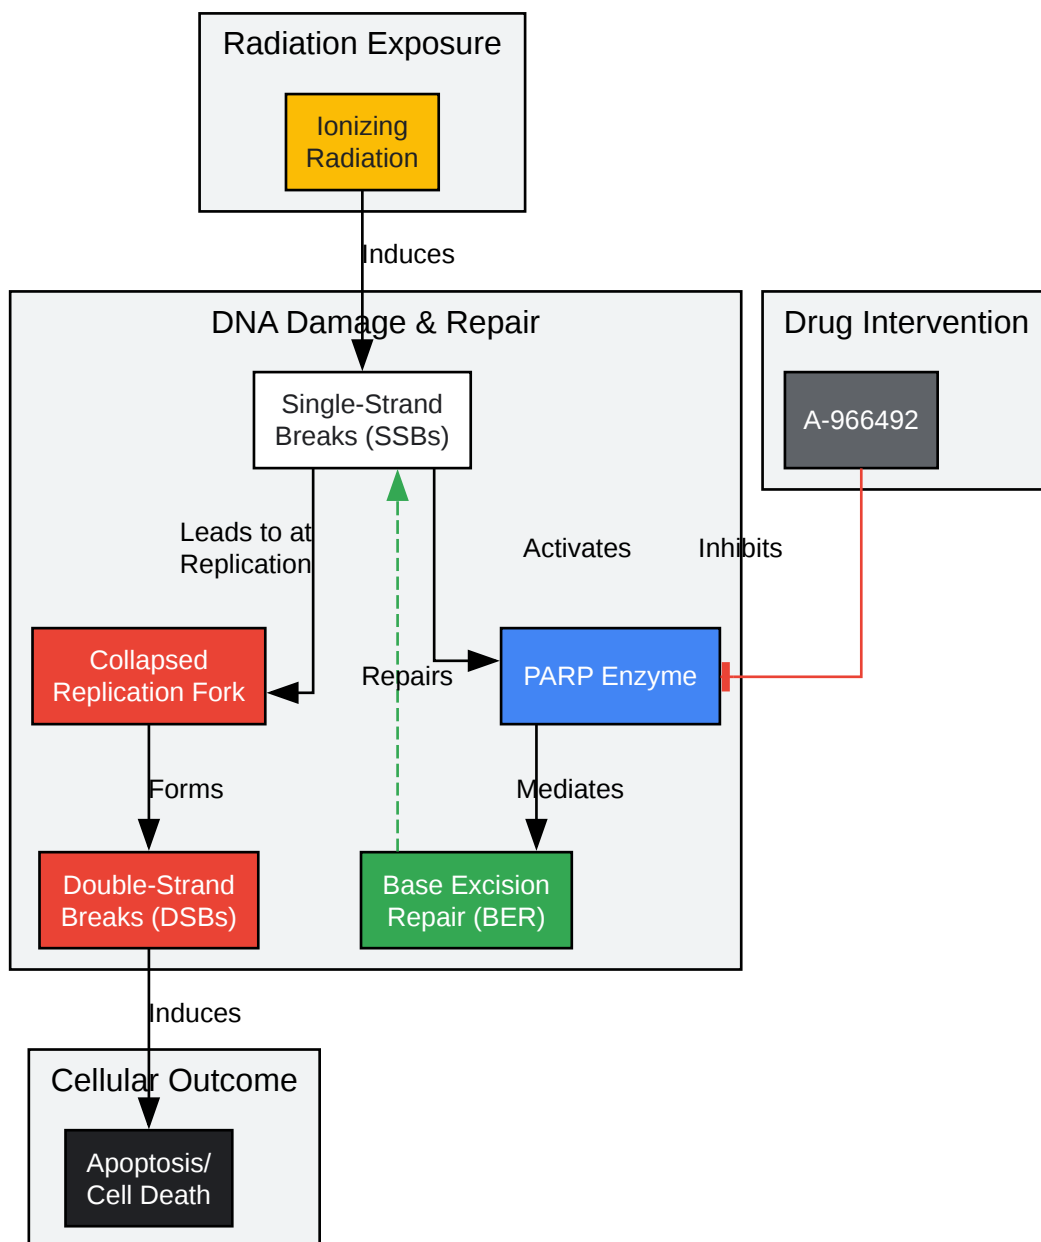 Radiation Exposure
Ionizing
Radiation
Induces
DNA Damage & Repair
Drug Intervention
Single-Strand
Breaks (SSBs)
A-966492
Leads to at
Replication
Activates
Inhibits
Collapsed
Replication Fork
Repairs
PARP Enzyme
Forms
Mediates
Double-Strand
Breaks (DSBs)
Base Excision
Repair (BER)
Induces
Cellular Outcome
Apoptosis/
Cell Death